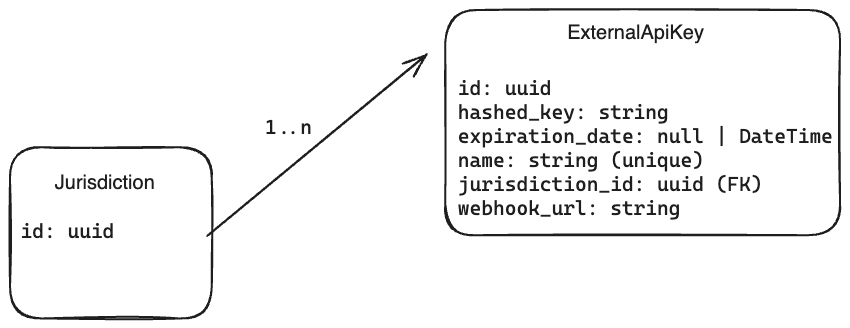 ExternalApiKey
id: uuid
hashed_key: string
expiration_date: null | DateTime
name: string (unique)
jurisdiction_id: uuid (FK)
webhook_url: string
1..n
Jurisdiction
id: uuid